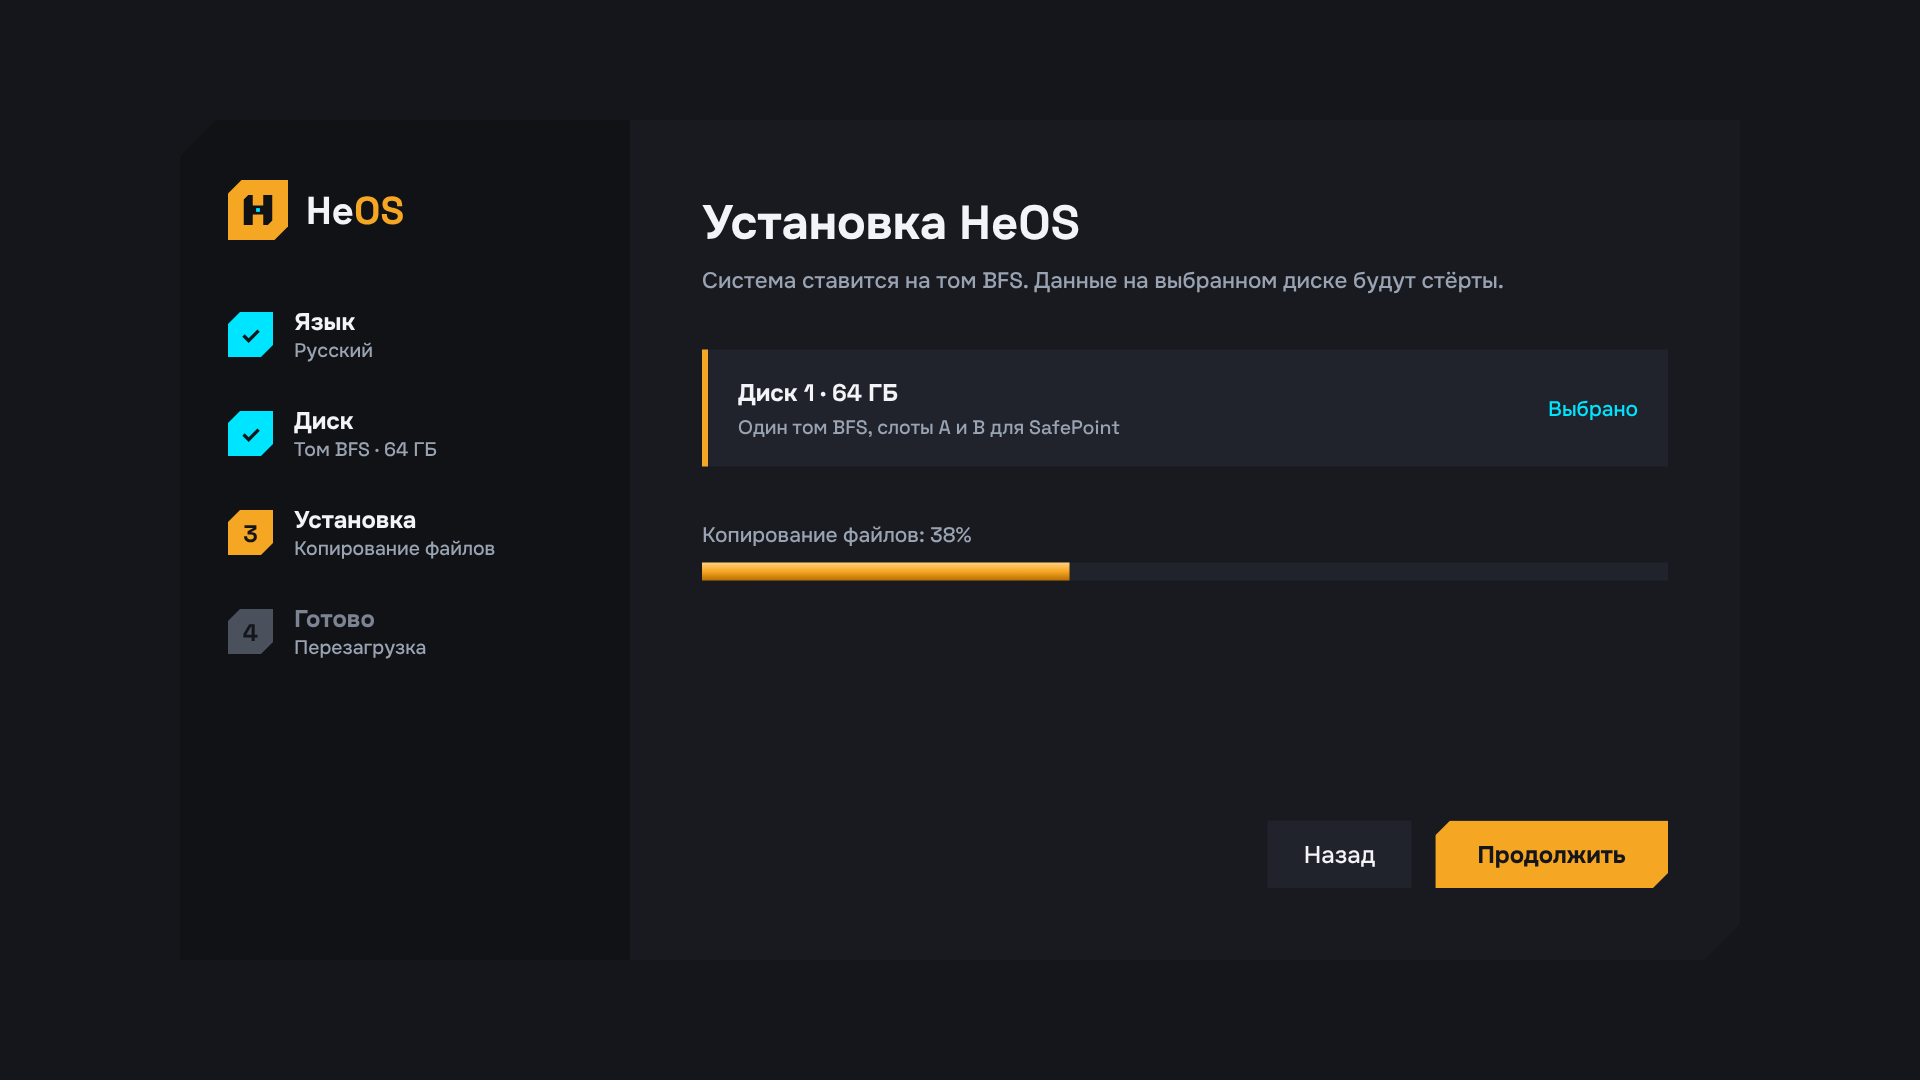 HeOS
Язык
Русский
Диск
Том BFS · 64 ГБ
3
Установка
Копирование файлов
4
Готово
Перезагрузка
Установка HeOS
Система ставится на том BFS. Данные на выбранном диске будут стёрты.
Диск 1 · 64 ГБ
Один том BFS, слоты A и B для SafePoint
Выбрано
Копирование файлов: 38%
Назад
Продолжить